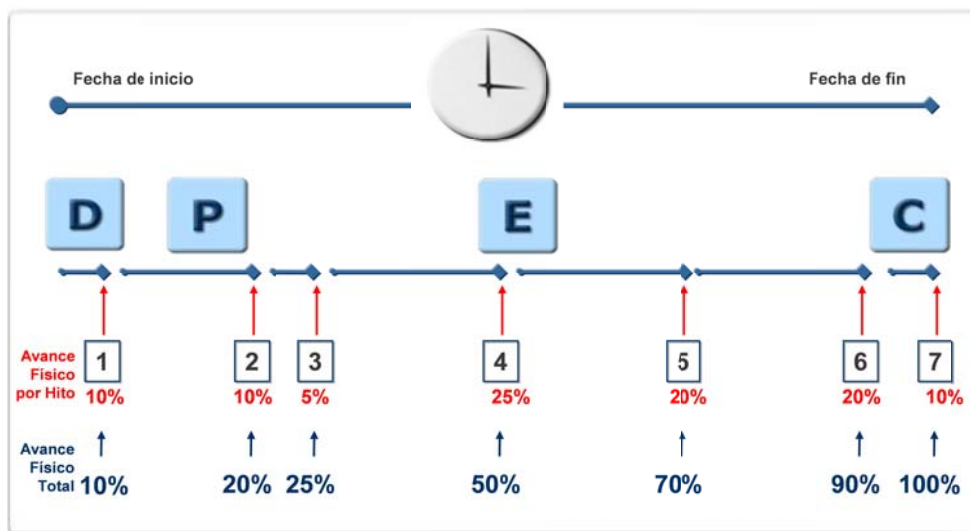 Fecha de inicio
Fecha de fin
D P E C
1 2 3 4 5 6 7
Avance
Físico
por Hito 10% 10% 5% 25% 20% 20% 10%
Avance
Físico
Total 10% 20% 25% 50% 70% 90% 100%